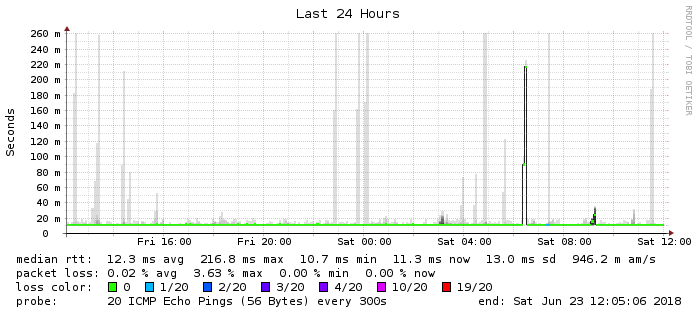 Last 24 Hours
RRDTOOL / TOBI OETIKER
Seconds
260 m
240 m
220 m
200 m
180 m
160 m
140 m
120 m
100 m
80 m
60 m
40 m
20 m
0
Fri 16:00 Fri 20:00 Sat 00:00 Sat 04:00 Sat 08:00 Sat 12:00
median rtt: 12.3 ms avg 216.8 ms max 10.7 ms min 11.3 ms now 13.0 ms sd 946.2 m am/s
packet loss: 0.02 % avg 3.63 % max 0.00 % min 0.00 % now
loss color: 0 1/20 2/20 3/20 4/20 10/20 19/20
probe: 20 ICMP Echo Pings (56 Bytes) every 300s end: Sat Jun 23 12:05:06 2018